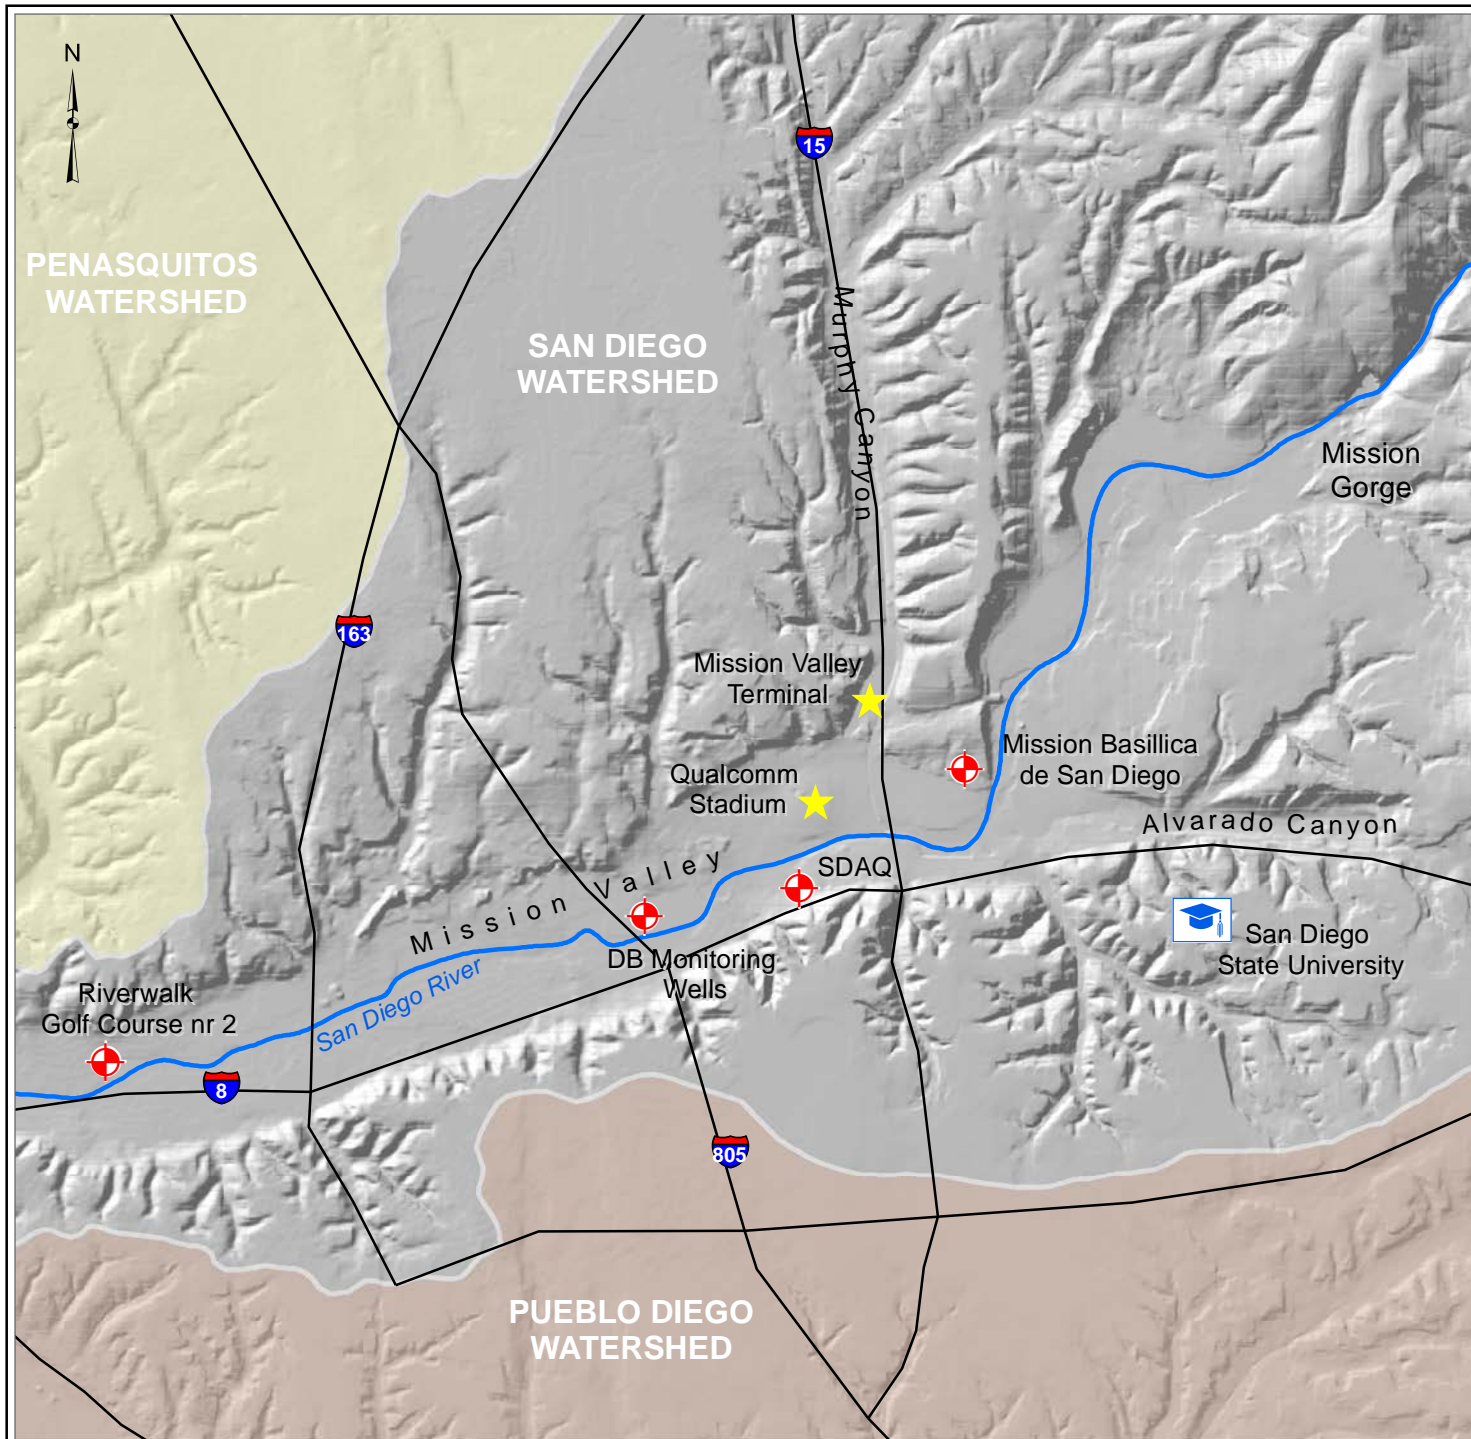 N
15
PENASQUITOS
WATERSHED
SAN DIEGO
WATERSHED
Murphy Canyon
Mission
Gorge
163
Mission Valley
Terminal
Mission Basillica
de San Diego
Qualcomm
Stadium
Alvarado Canyon
Mission Valley
SDAQ
San Diego
State University
DB Monitoring
Wells
San Diego River
Riverwalk
Golf Course nr 2
8
805
PUEBLO DIEGO
WATERSHED